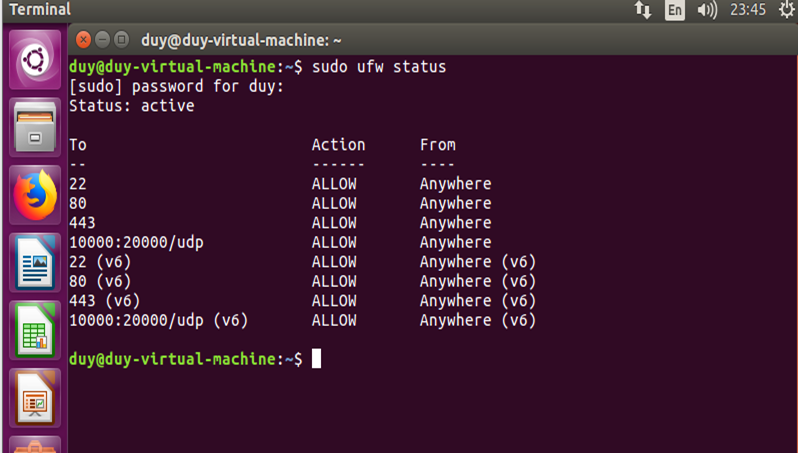 Terminal En 23:45
duy@duy-virtual-machine: ~
duy@duy-virtual-machine:~$ sudo ufw status
[sudo] password for duy:
Status: active
To Action From
-- ------ ----
22 ALLOW Anywhere
80 ALLOW Anywhere
443 ALLOW Anywhere
10000:20000/udp ALLOW Anywhere
22 (v6) ALLOW Anywhere (v6)
80 (v6) ALLOW Anywhere (v6)
443 (v6) ALLOW Anywhere (v6)
10000:20000/udp (v6) ALLOW Anywhere (v6)
duy@duy-virtual-machine:~$